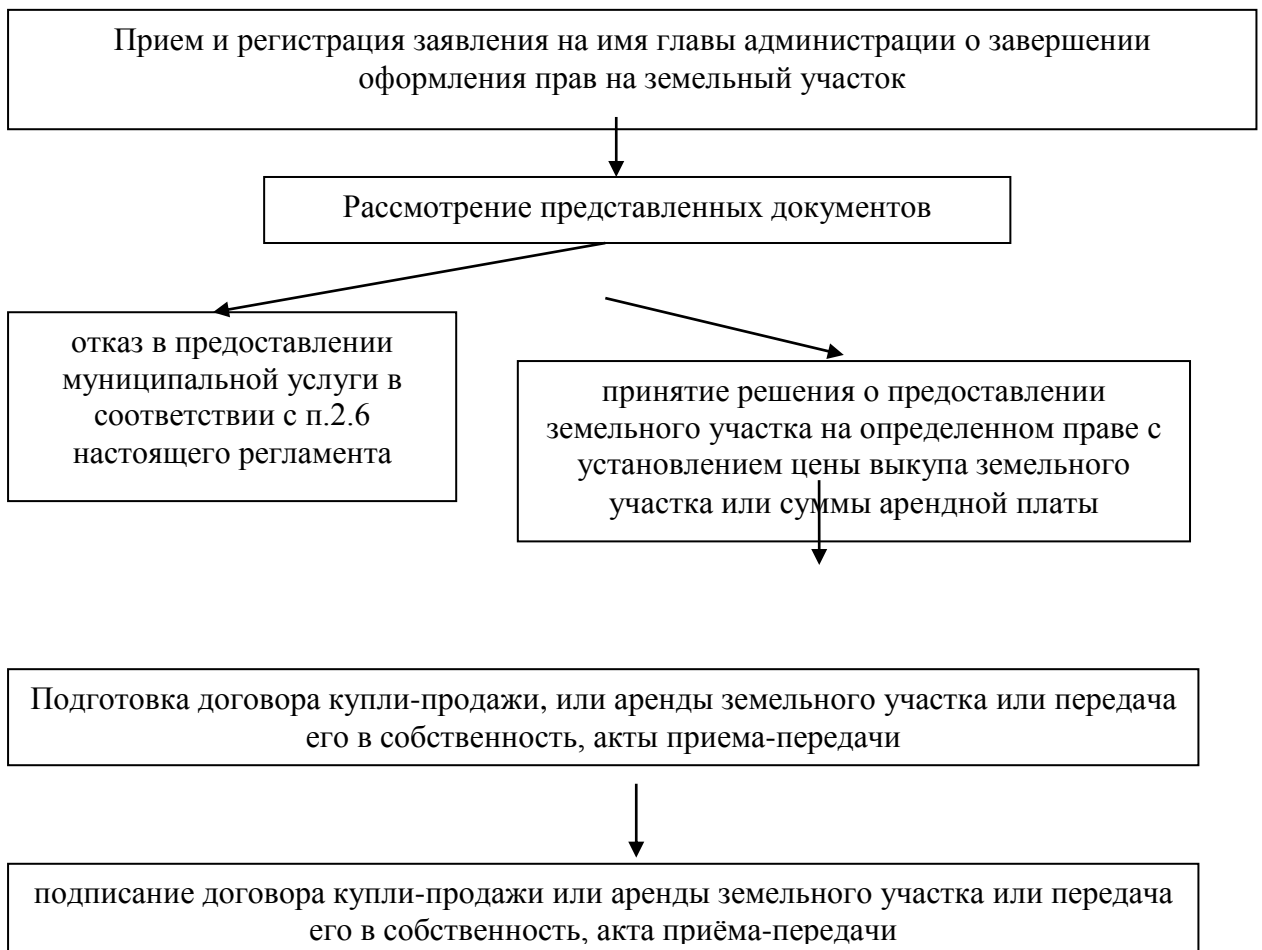 Прием и регистрация заявления на имя главы администрации о завершении
оформления прав на земельный участок
Рассмотрение представленных документов
отказ в предоставлении
муниципальной услуги в
соответствии с п.2.6
настоящего регламента
принятие решения о предоставлении
земельного участка на определенном праве с
установлением цены выкупа земельного
участка или суммы арендной платы
Подготовка договора купли-продажи, или аренды земельного участка или передача
его в собственность, акты приема-передачи
подписание договора купли-продажи или аренды земельного участка или передача
его в собственность, акта приёма-передачи